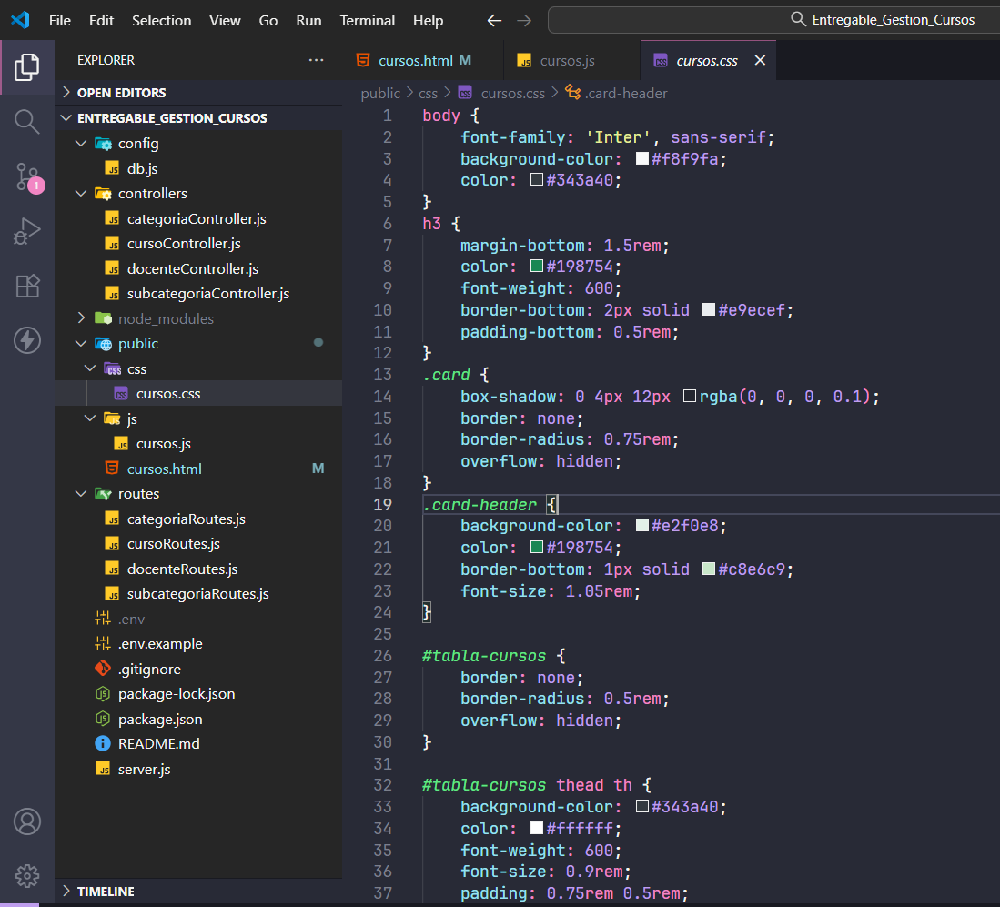 File Edit Selection View Go Run Terminal Help Entregable_Gestion_Cursos
EXPLORER
OPEN EDITORS
ENTREGABLE_GESTION_CURSOS
config
db.js
controllers
categoriaController.js
cursoController.js
docenteController.js
subcategoriaController.js
node_modules
public
css
cursos.css
js
cursos.js
cursos.html M
routes
categoriaRoutes.js
cursoRoutes.js
docenteRoutes.js
subcategoriaRoutes.js
.env
.env.example
.gitignore
package-lock.json
package.json
README.md
server.js
TIMELINE
1
cursos.html M cursos.js cursos.css
public > css > cursos.css > .card-header
1 body {
2 font-family: 'Inter', sans-serif;
3 background-color: #f8f9fa;
4 color: #343a40;
5 }
6 h3 {
7 margin-bottom: 1.5rem;
8 color: #198754;
9 font-weight: 600;
10 border-bottom: 2px solid #e9ecef;
11 padding-bottom: 0.5rem;
12 }
13 .card {
14 box-shadow: 0 4px 12px rgba(0, 0, 0, 0.1);
15 border: none;
16 border-radius: 0.75rem;
17 overflow: hidden;
18 }
19 .card-header {
20 background-color: #e2f0e8;
21 color: #198754;
22 border-bottom: 1px solid #c8e6c9;
23 font-size: 1.05rem;
24 }
25
26 #tabla-cursos {
27 border: none;
28 border-radius: 0.5rem;
29 overflow: hidden;
30 }
31
32 #tabla-cursos thead th {
33 background-color: #343a40;
34 color: #ffffff;
35 font-weight: 600;
36 font-size: 0.9rem;
37 padding: 0.75rem 0.5rem;